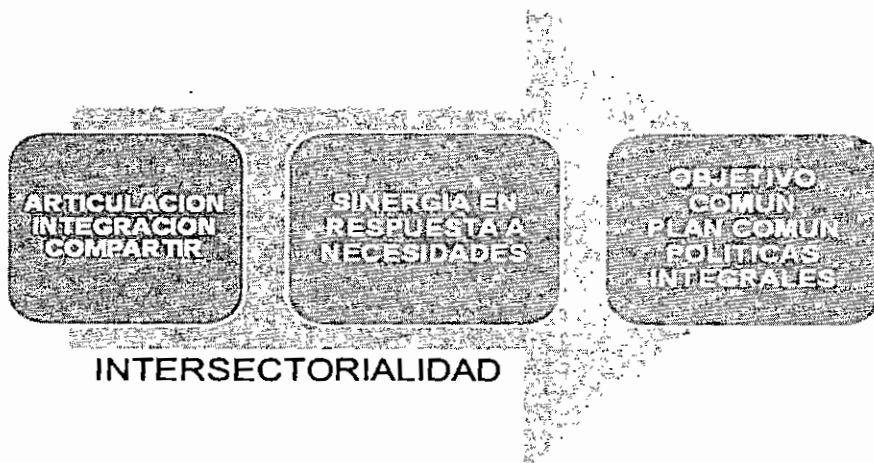 ARTICULACION
INTEGRACION
COMPARTIR
SINERGIA EN
RESPUESTA A
NECESIDADES
OBJETIVO
COMUN
PLAN COMUN
POLITICAS
INTEGRALES
INTERSECTORIALIDAD